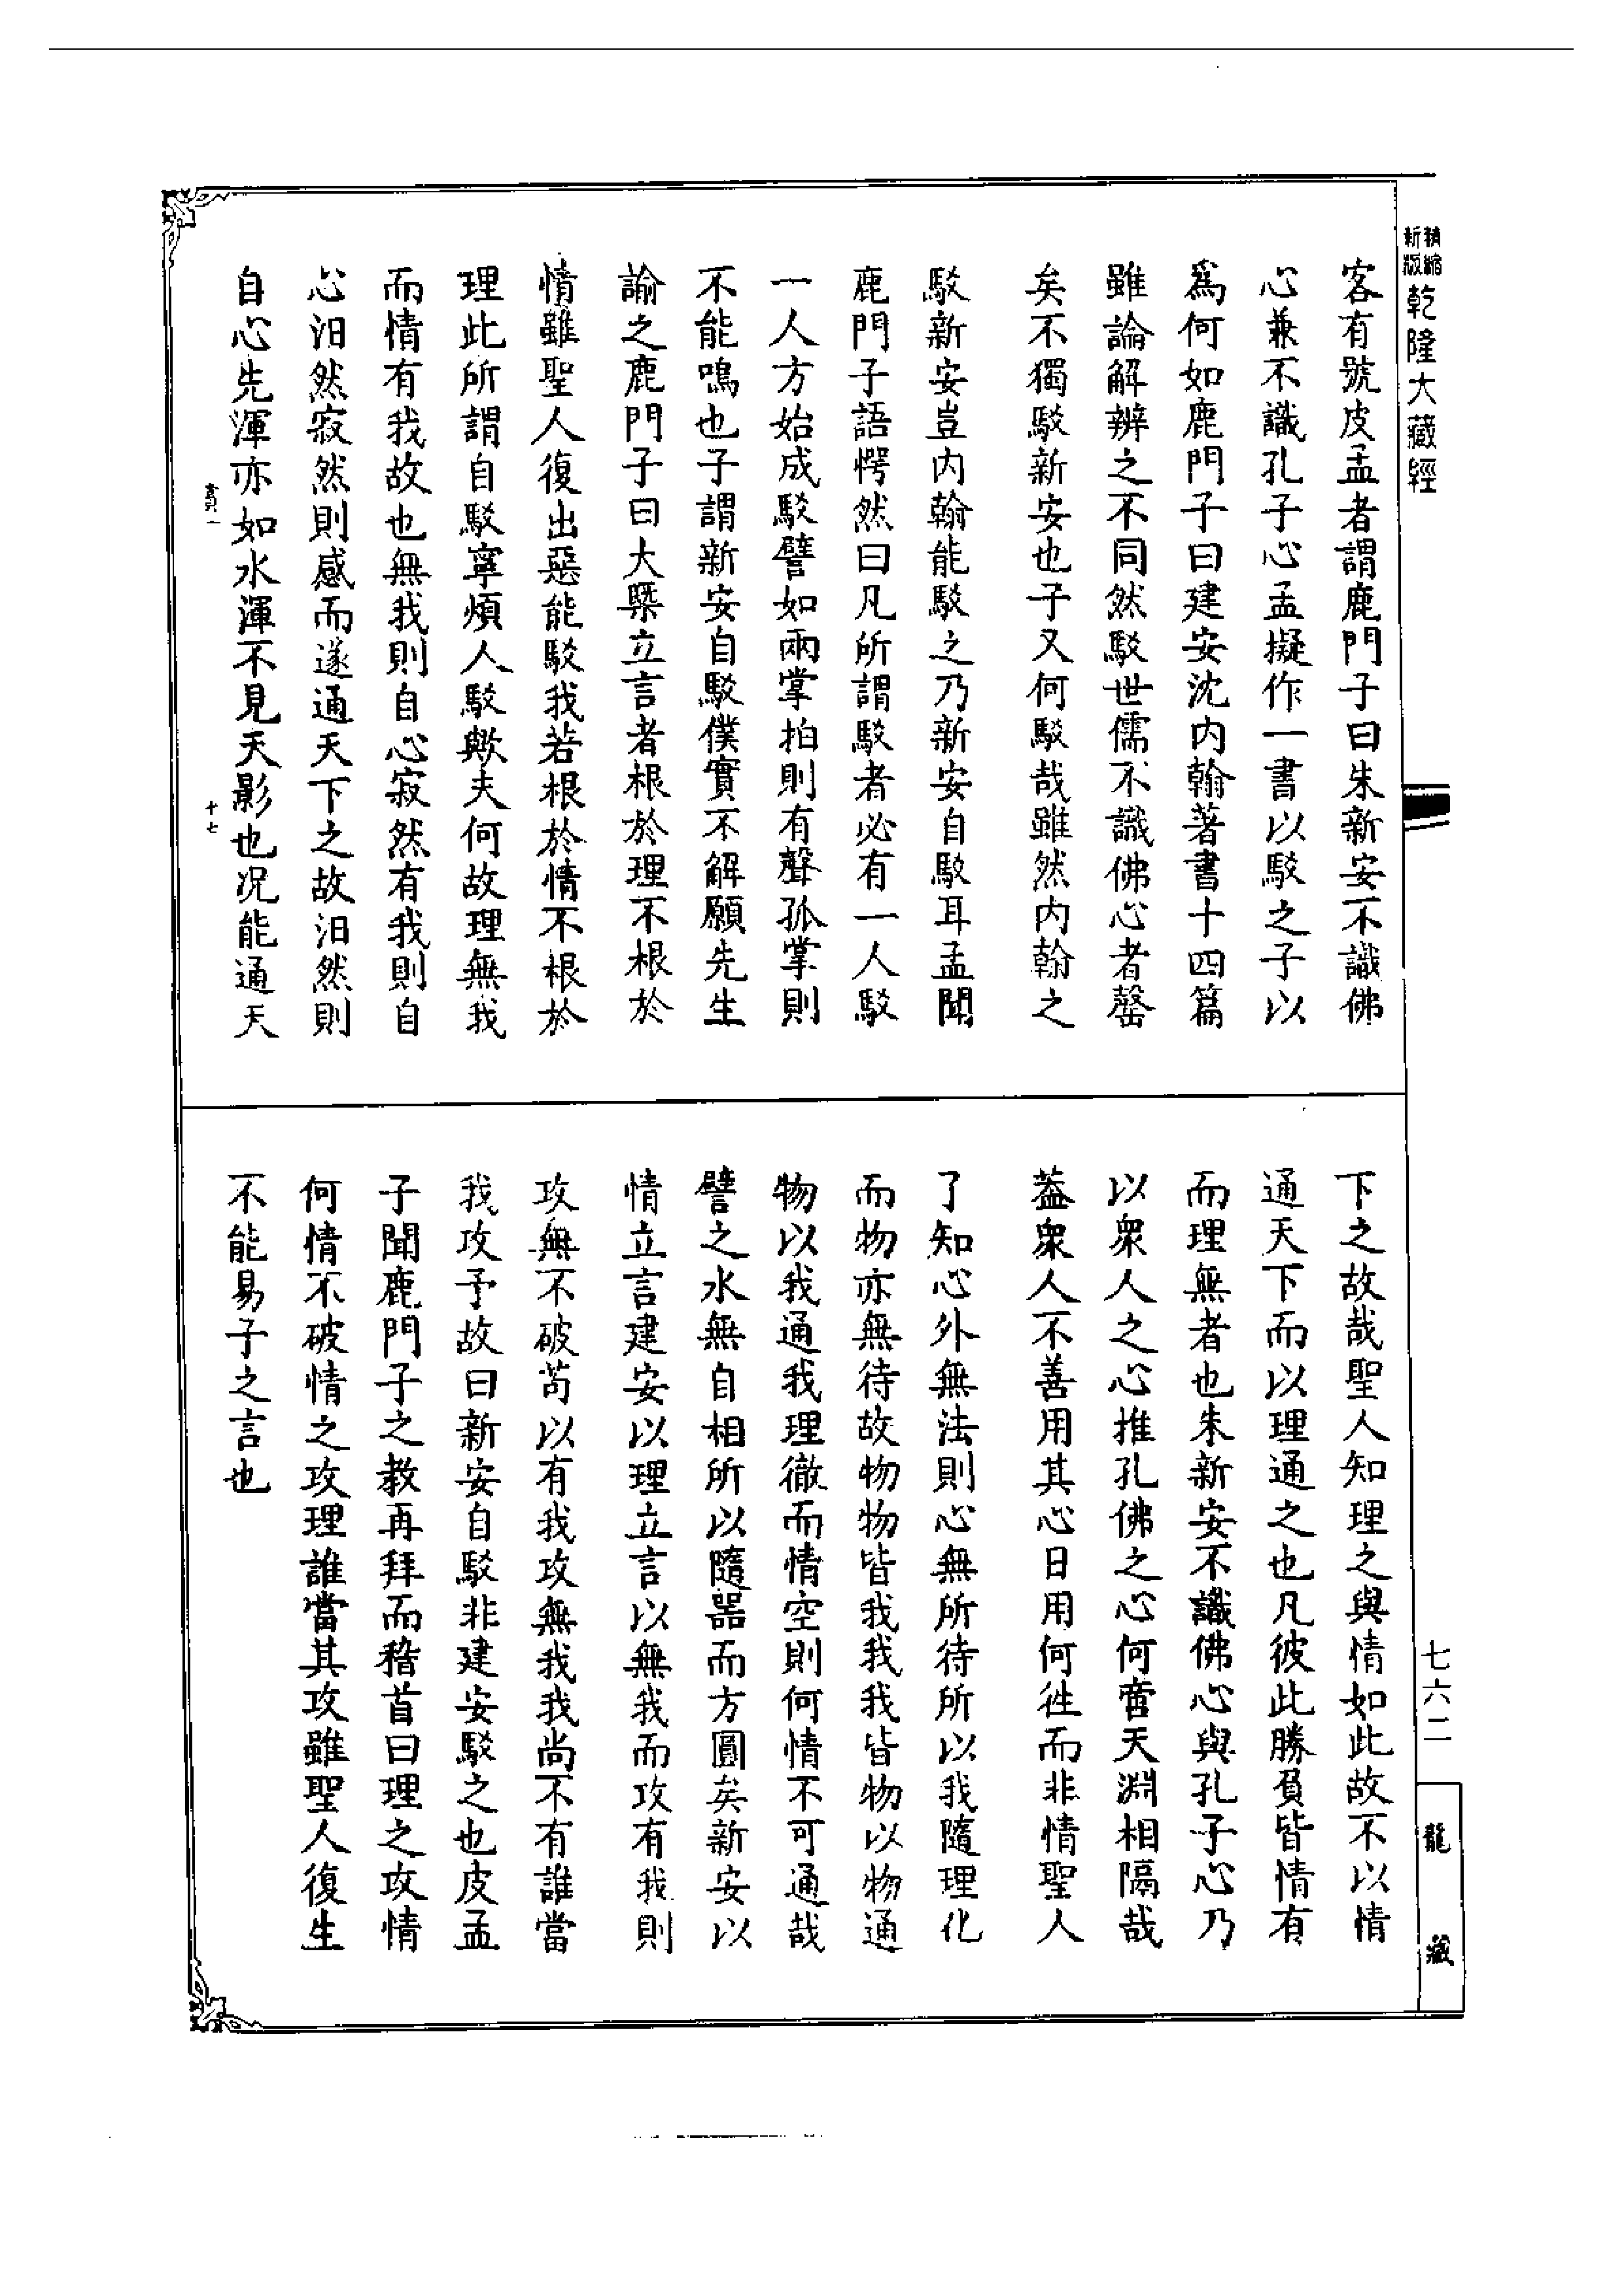 精縮新版乾隆大藏經
客有號皮孟者謂鹿門子曰朱新安不識佛
心兼不識孔子心孟擬作一書以駁之子以
爲何如鹿門子曰建安沈內翰著書十四篇
雖論解辨之不同然駁世儒不識佛心者罄
矣不獨駁新安也子又何駁哉雖然內翰之
駁新安豈內翰能駁之乃新安自駁耳孟聞
鹿門子語愕然曰凡所謂駁者必有一人駁
一人方始成駁譬如兩掌拍則有聲孤掌則
不能鳴也子謂新安自駁僕實不解願先生
諭之鹿門子曰大槩立言者根於理不根於
情雖聖人復出惡能駁我若根於情不根於
理此所謂自駁寧煩人駁歟夫何故理無我
而情有我故也無我則自心寂然有我則自
心汨然寂然則感而遂通天下之故汨然則
自心先渾亦如水渾不見天影也况能通天
賁一
十七
下之故哉聖人知理之與情如此故不以情
通天下而以理通之也凡彼此勝負皆情有
而理無者也朱新安不識佛心與孔子心乃
以衆人之心推孔佛之心何啻天淵相隔哉
葢衆人不善用其心日用何徃而非情聖人
了知心外無法則心無所待所以我隨理化
而物亦無待故物物皆我我我皆物以物通
物以我通我理徹而情空則何情不可通哉
譬之水無自相所以隨器而方圓矣新安以
情立言建安以理立言以無我而攻有我則
攻無不破苟以有我攻無我我尚不有誰當
我攻予故曰新安自駁非建安駁之也皮孟
子聞鹿門子之教再拜而稽首曰理之攻情
何情不破情之攻理誰當其攻雖聖人復生
不能易子之言也
七六二
龍藏